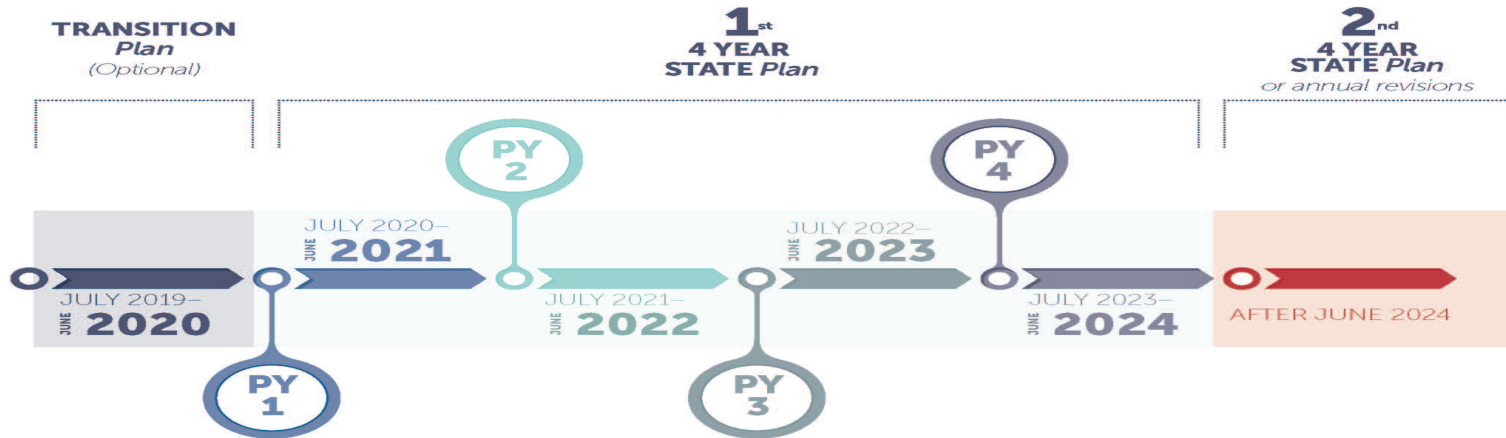 TRANSITION
Plan
(Optional)
1st
4 YEAR
STATE Plan
2nd
4 YEAR
STATE Plan
or annual revisions
PY
2
PY
4
JULY 2020–
JUNE 2021
JULY 2022–
JUNE 2023
JULY 2019–
JUNE 2020
JULY 2021–
JUNE 2022
JULY 2023–
JUNE 2024
AFTER JUNE 2024
PY
1
PY
3